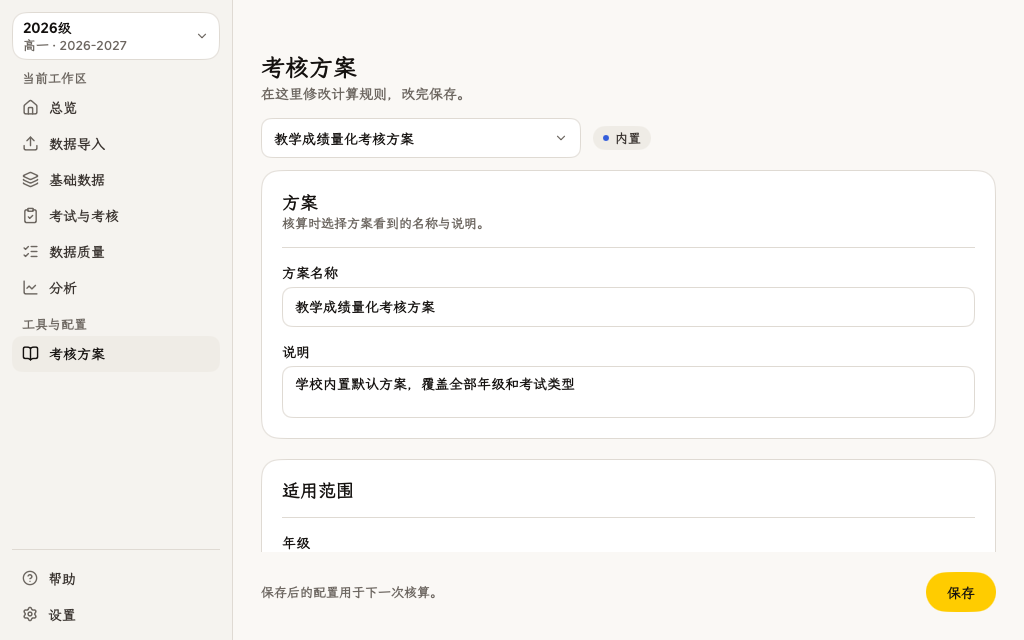 2026级
高一 · 2026-2027
当前工作区
总览
数据导入
基础数据
考试与考核
数据质量
分析
工具与配置
考核方案
帮助
设置
考核方案
在这里修改计算规则，改完保存。
教学成绩量化考核方案
内置
方案
核算时选择方案看到的名称与说明。
方案名称
教学成绩量化考核方案
说明
学校内置默认方案，覆盖全部年级和考试类型
适用范围
年级
保存后的配置用于下一次核算。
保存